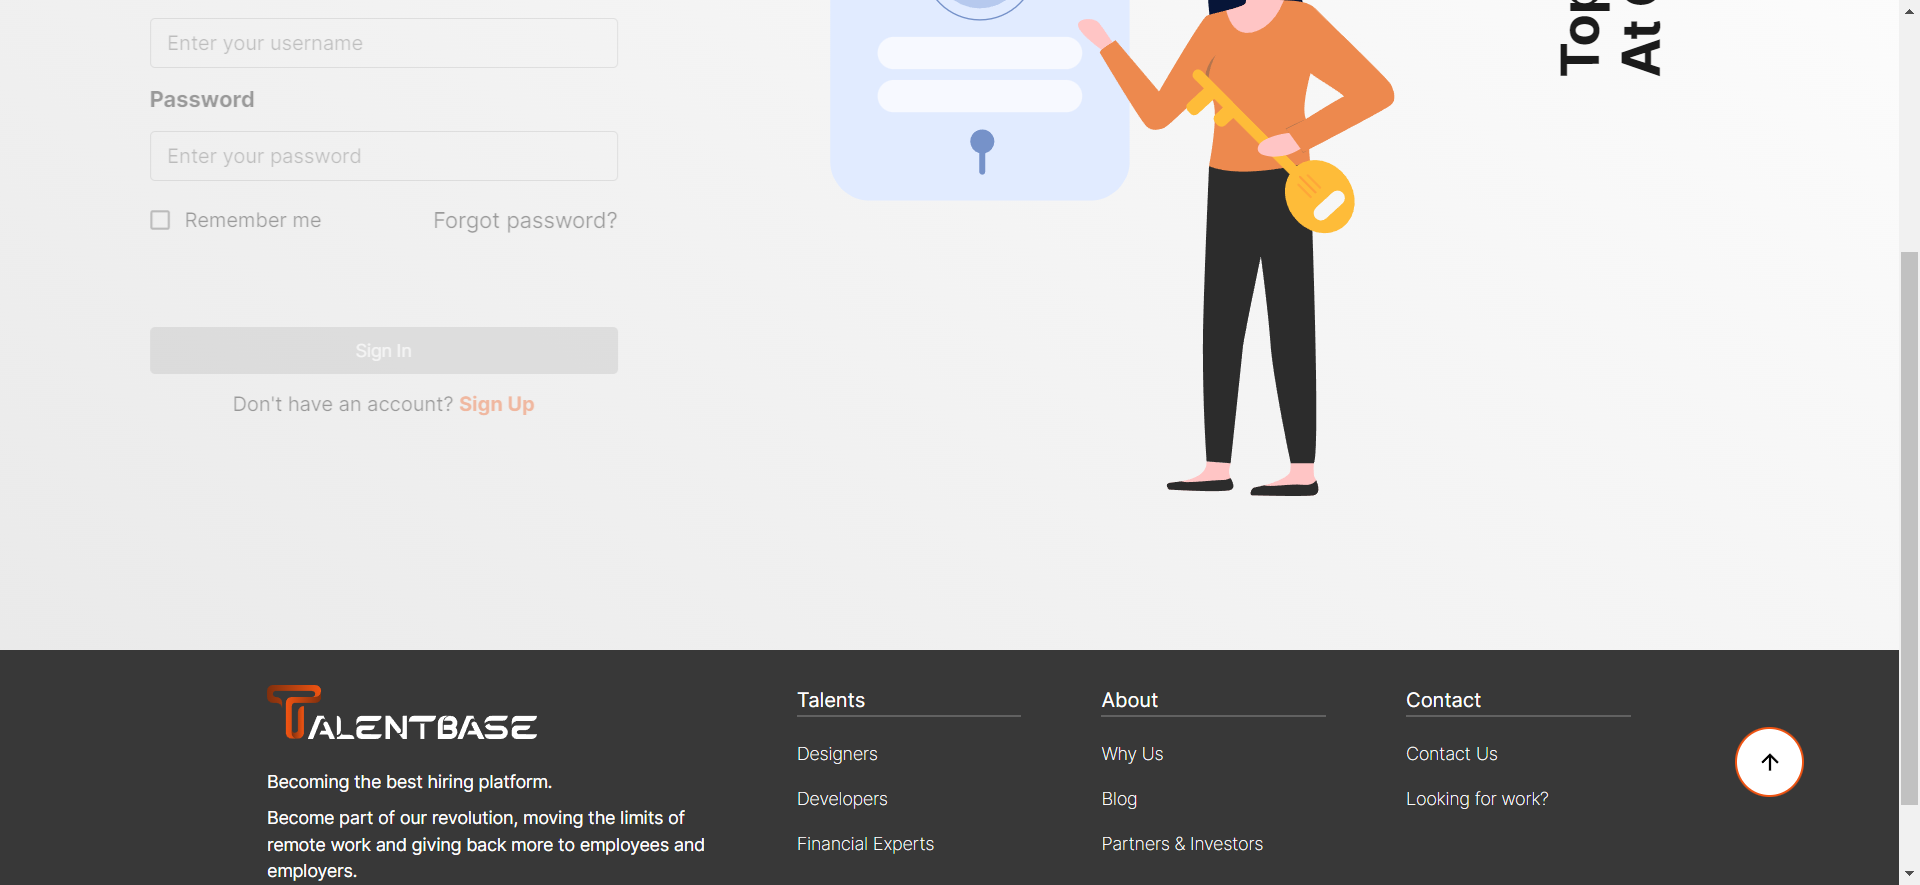 Enter your username
Password
Enter your password
Remember me
Forgot password?
Sign In
Don't have an account? Sign Up
Top
At
TALENTBASE
Becoming the best hiring platform.
Become part of our revolution, moving the limits of
remote work and giving back more to employees and
employers.
Talents
Designers
Developers
Financial Experts
About
Why Us
Blog
Partners & Investors
Contact
Contact Us
Looking for work?